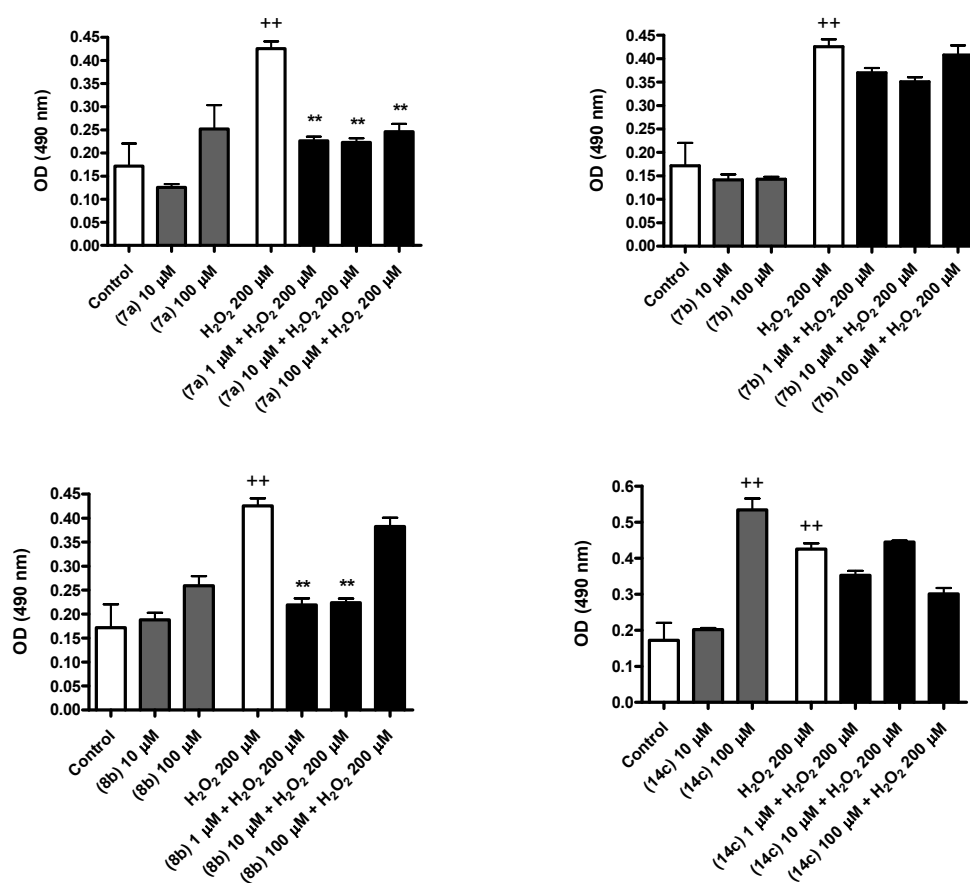 ++
0.45
0.40
0.35
0.30
0.25
0.20
0.15
0.10
0.05
0.00
OD (490 nm)
**
**
**
Control
(7a) 10 µM
(7a) 100 µM
H₂O₂ 200 µM
(7a) 1 µM + H₂O₂ 200 µM
(7a) 10 µM + H₂O₂ 200 µM
(7a) 100 µM + H₂O₂ 200 µM
++
0.45
0.40
0.35
0.30
0.25
0.20
0.15
0.10
0.05
0.00
OD (490 nm)
Control
(7b) 10 µM
(7b) 100 µM
H₂O₂ 200 µM
(7b) 1 µM + H₂O₂ 200 µM
(7b) 10 µM + H₂O₂ 200 µM
(7b) 100 µM + H₂O₂ 200 µM
++
0.45
0.40
0.35
0.30
0.25
0.20
0.15
0.10
0.05
0.00
OD (490 nm)
**
**
Control
(8b) 10 µM
(8b) 100 µM
H₂O₂ 200 µM
(8b) 1 µM + H₂O₂ 200 µM
(8b) 10 µM + H₂O₂ 200 µM
(8b) 100 µM + H₂O₂ 200 µM
++
++
0.6
0.5
0.4
0.3
0.2
0.1
0.0
OD (490 nm)
Control
(14c) 10 µM
(14c) 100 µM
H₂O₂ 200 µM
(14c) 1 µM + H₂O₂ 200 µM
(14c) 10 µM + H₂O₂ 200 µM
(14c) 100 µM + H₂O₂ 200 µM